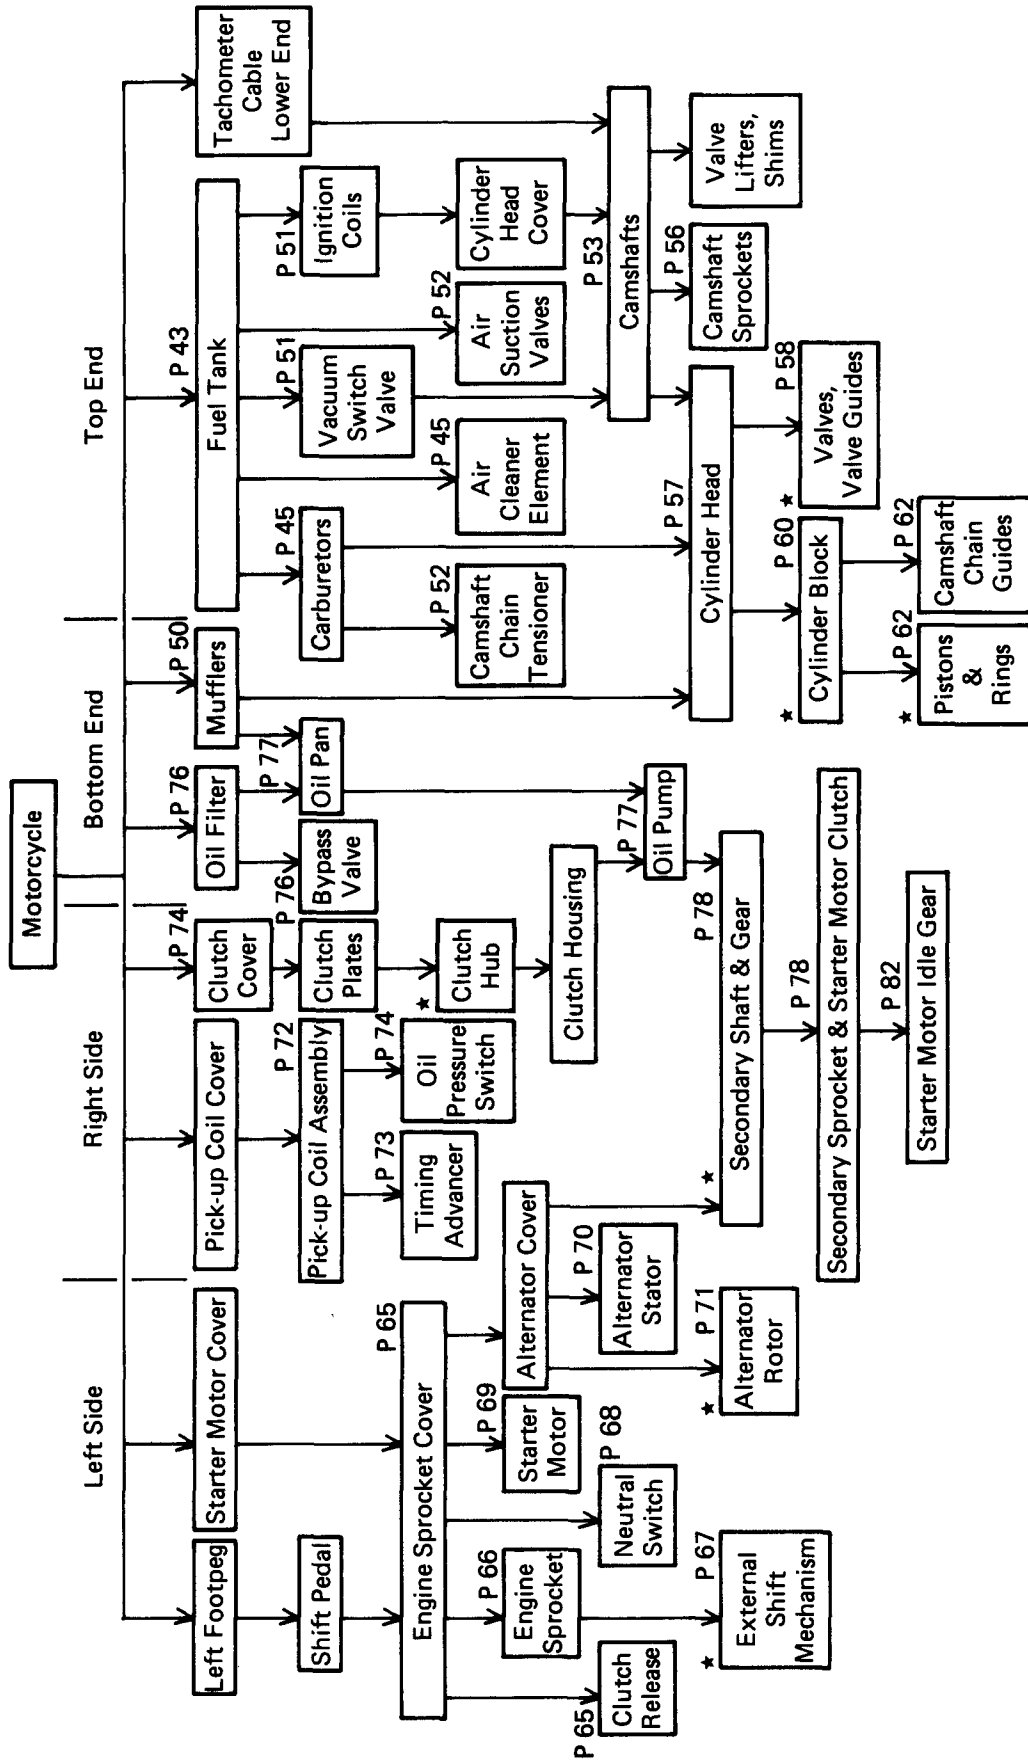 Motorcycle
Left Side
Right Side
Bottom End
Top End
Left Footpeg
Starter Motor Cover
Pick-up Coil Cover
P 74
Clutch
Cover
P 76
Oil Filter
P 50
Mufflers
P 43
Fuel Tank
Tachometer
Cable
Lower End
Shift Pedal
P 72
Pick-up Coil Assembly
Clutch
Plates
P 76
Bypass
Valve
P 77
Oil Pan
P 45
Carburetors
P 51
Vacuum
Switch
Valve
P 51
Ignition
Coils
P 65
Engine Sprocket Cover
P 73
Timing
Advancer
P 74
Oil
Pressure
Switch
★
Clutch
Hub
P 52
Camshaft
Chain
Tensioner
P 45
Air
Cleaner
Element
P 52
Air
Suction
Valves
Cylinder
Head
Cover
P 66
Engine
Sprocket
P 69
Starter
Motor
Alternator Cover
Clutch Housing
P 53
Camshafts
P 65
Clutch
Release
P 68
Neutral
Switch
P 70
Alternator
Stator
P 77
Oil Pump
P 57
Cylinder Head
P 56
Camshaft
Sprockets
Valve
Lifters,
Shims
★
P 67
External
Shift
Mechanism
★
P 71
Alternator
Rotor
★
P 78
Secondary Shaft & Gear
★
P 60
Cylinder Block
★
P 58
Valves,
Valve Guides
P 78
Secondary Sprocket & Starter Motor Clutch
★
P 62
Pistons
&
Rings
P 62
Camshaft
Chain
Guides
P 82
Starter Motor Idle Gear